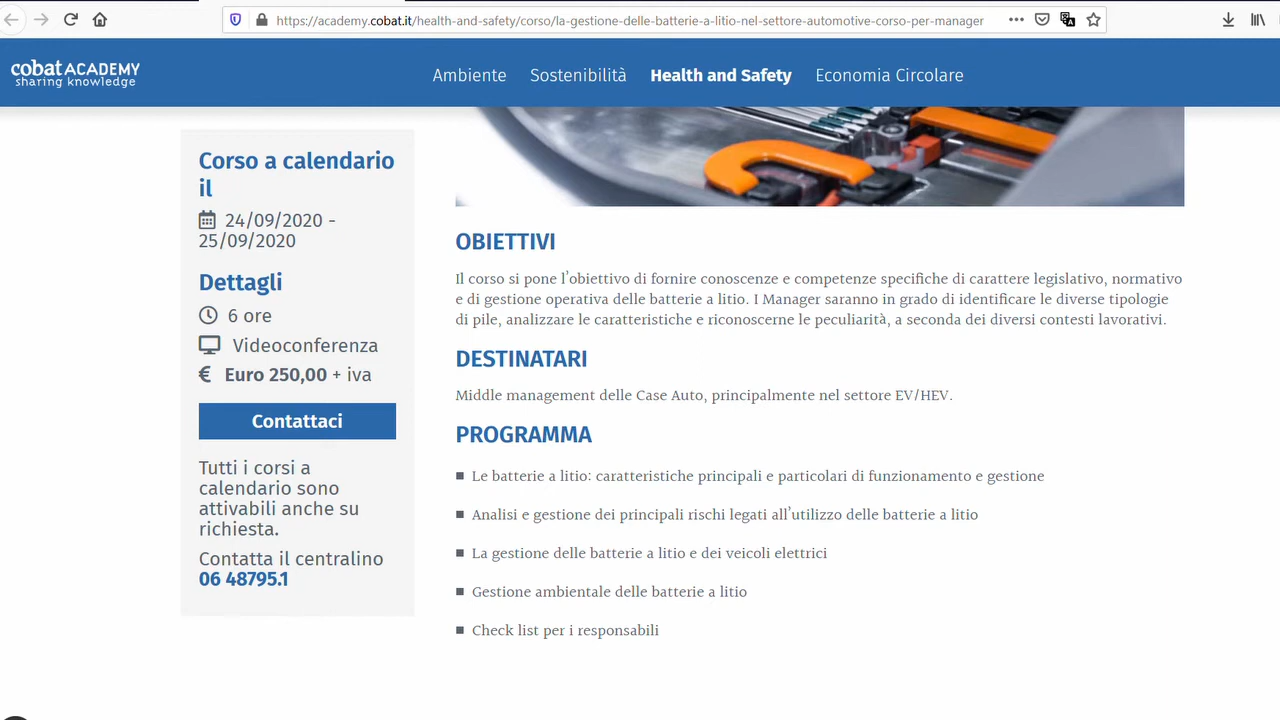 https://academy.cobat.it/health-and-safety/corso/la-gestione-delle-batterie-a-litio-nel-settore-automotive-corso-per-manager
cobat ACADEMY
sharing knowledge
Ambiente Sostenibilità Health and Safety Economia Circolare
Corso a calendario
il
24/09/2020 -
25/09/2020
Dettagli
6 ore
Videoconferenza
€ Euro 250,00 + iva
Contattaci
Tutti i corsi a
calendario sono
attivabili anche su
richiesta.
Contatta il centralino
06 48795.1
OBIETTIVI
Il corso si pone l’obiettivo di fornire conoscenze e competenze specifiche di carattere legislativo, normativo
e di gestione operativa delle batterie a litio. I Manager saranno in grado di identificare le diverse tipologie
di pile, analizzare le caratteristiche e riconoscerne le peculiarità, a seconda dei diversi contesti lavorativi.
DESTINATARI
Middle management delle Case Auto, principalmente nel settore EV/HEV.
PROGRAMMA
Le batterie a litio: caratteristiche principali e particolari di funzionamento e gestione
Analisi e gestione dei principali rischi legati all’utilizzo delle batterie a litio
La gestione delle batterie a litio e dei veicoli elettrici
Gestione ambientale delle batterie a litio
Check list per i responsabili